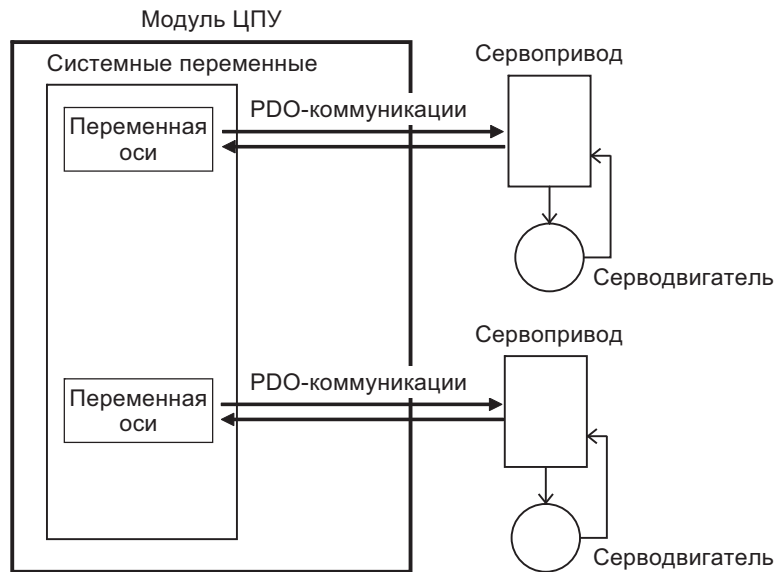 Модуль ЦПУ
Системные переменные
Сервопривод
Переменная
оси
PDO-коммуникации
Серводвигатель
Сервопривод
Переменная
оси
PDO-коммуникации
Серводвигатель